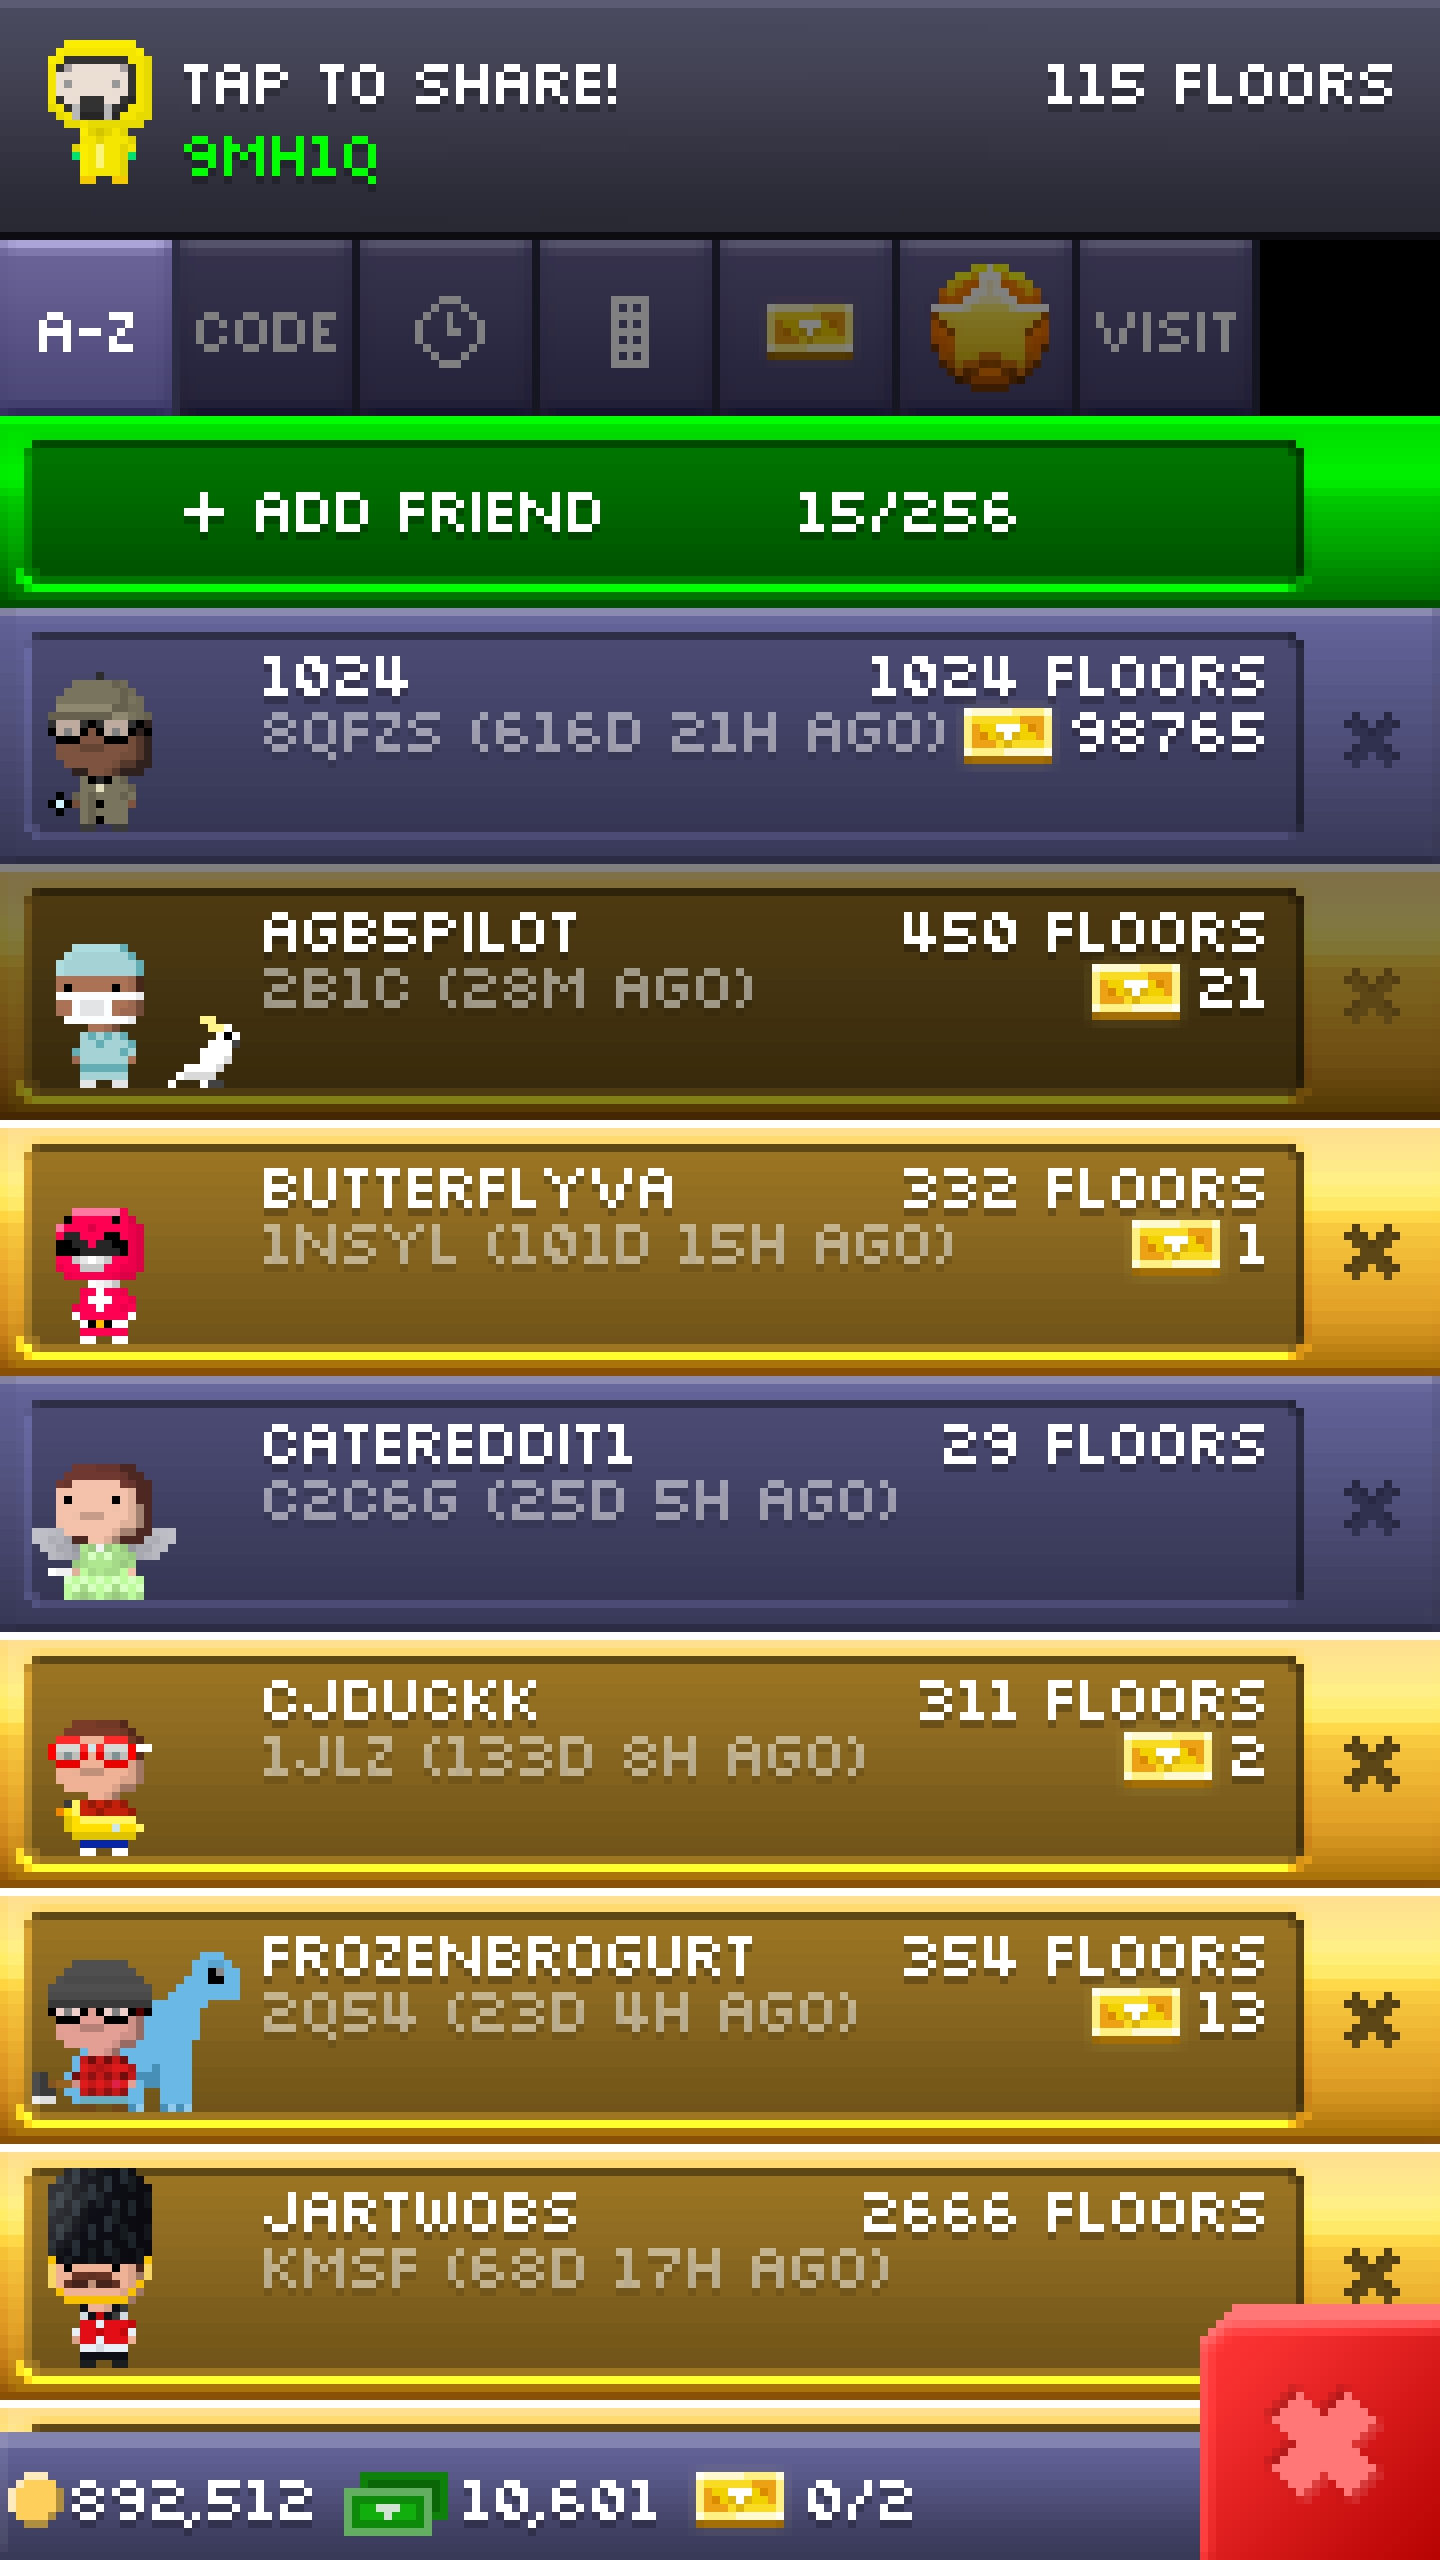 TAP TO SHARE! 115 FLOORS
9MH1Q
A-Z CODE VISIT
+ ADD FRIEND 15/256
1024 1024 FLOORS
8QFZS (616D 21H AGO) 98765
AGB5PILOT 450 FLOORS
2B1C (28M AGO) 21
BUTTERFLYVA 332 FLOORS
1NSYL (101D 15H AGO) 1
CATEREDDIT1 29 FLOORS
C2C6G (25D 5H AGO)
CJDUCKK 311 FLOORS
1JLZ (133D 8H AGO) 2
FROZENBROGURT 354 FLOORS
2Q54 (23D 4H AGO) 13
JARTWOBS 2666 FLOORS
KMSF (68D 17H AGO)
892,512 10,601 0/2